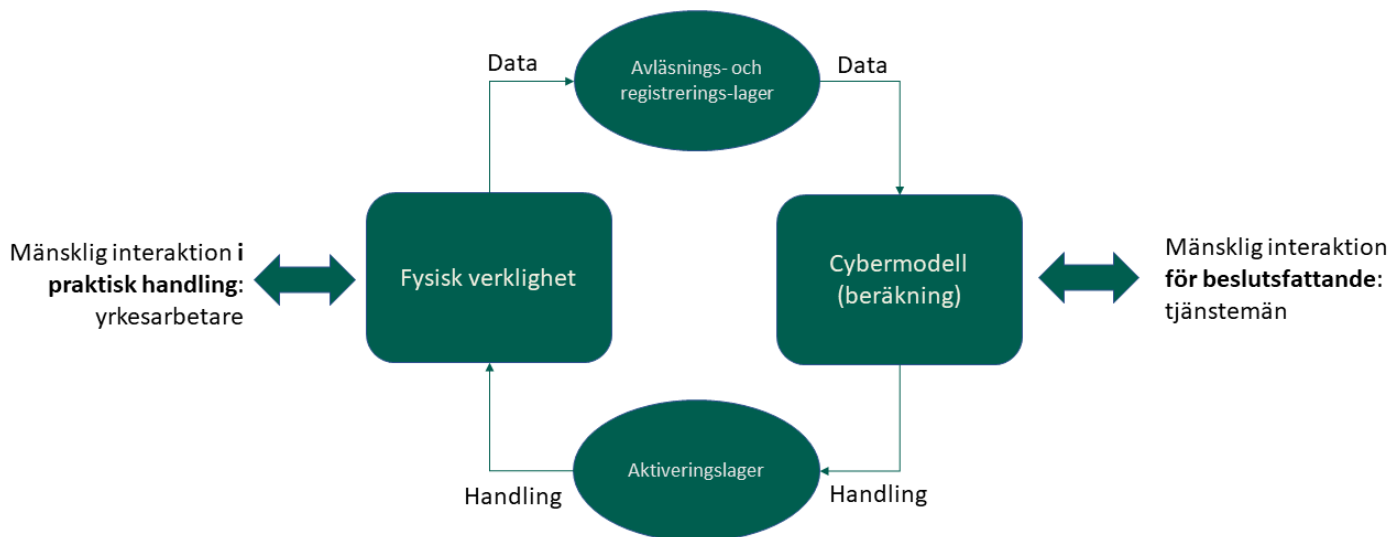 Data
Avläsnings- och
registrerings-lager
Data
Mänsklig interaktion i
praktisk handling:
yrkesarbetare
Fysisk verklighet
Cybermodell
(beräkning)
Mänsklig interaktion
för beslutsfattande:
tjänstemän
Aktiveringslager
Handling
Handling